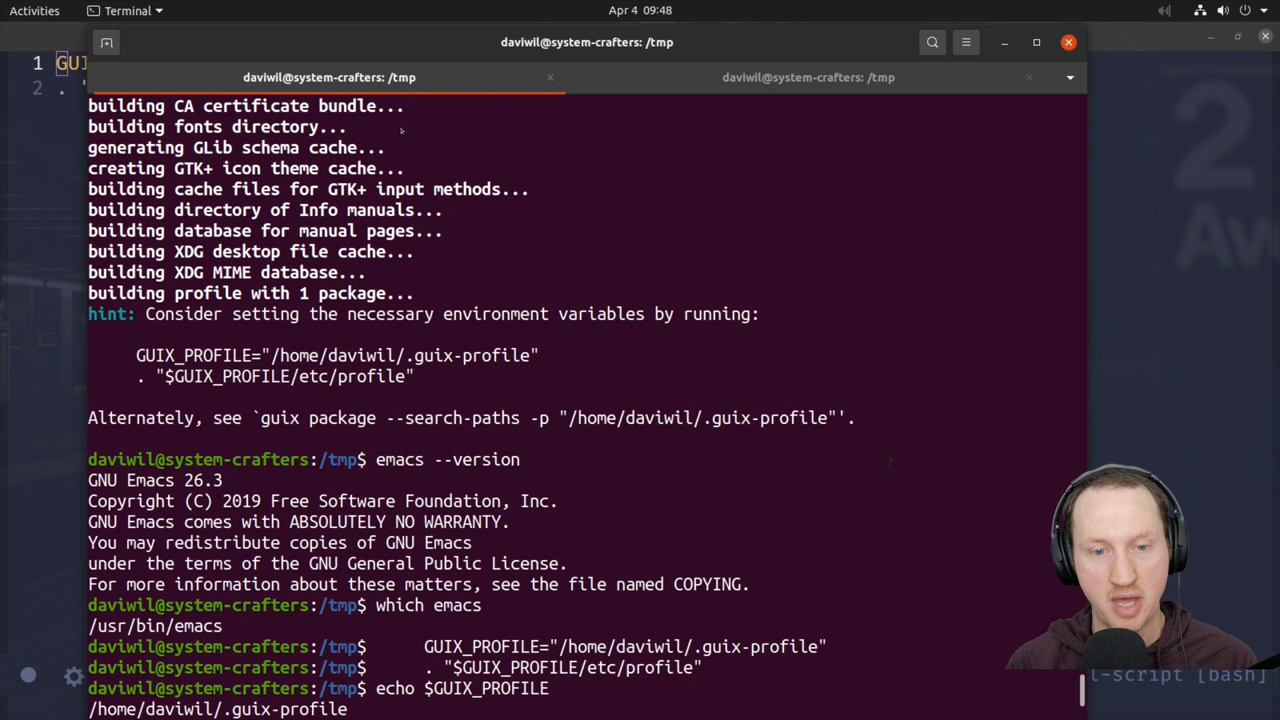 Activities
Terminal
Apr 4 09:48
daviwil@system-crafters: /tmp
daviwil@system-crafters: /tmp
daviwil@system-crafters: /tmp
1 GUI
2 . "
2
Aw
building CA certificate bundle...
building fonts directory...
generating GLib schema cache...
creating GTK+ icon theme cache...
building cache files for GTK+ input methods...
building directory of Info manuals...
building database for manual pages...
building XDG desktop file cache...
building XDG MIME database...
building profile with 1 package...
hint: Consider setting the necessary environment variables by running:
GUIX_PROFILE="/home/daviwil/.guix-profile"
. "$GUIX_PROFILE/etc/profile"
Alternately, see `guix package --search-paths -p "/home/daviwil/.guix-profile"'.
daviwil@system-crafters:/tmp$ emacs --version
GNU Emacs 26.3
Copyright (C) 2019 Free Software Foundation, Inc.
GNU Emacs comes with ABSOLUTELY NO WARRANTY.
You may redistribute copies of GNU Emacs
under the terms of the GNU General Public License.
For more information about these matters, see the file named COPYING.
daviwil@system-crafters:/tmp$ which emacs
/usr/bin/emacs
daviwil@system-crafters:/tmp$ GUIX_PROFILE="/home/daviwil/.guix-profile"
daviwil@system-crafters:/tmp$ . "$GUIX_PROFILE/etc/profile"
daviwil@system-crafters:/tmp$ echo $GUIX_PROFILE
/home/daviwil/.guix-profile
l-script [bash]